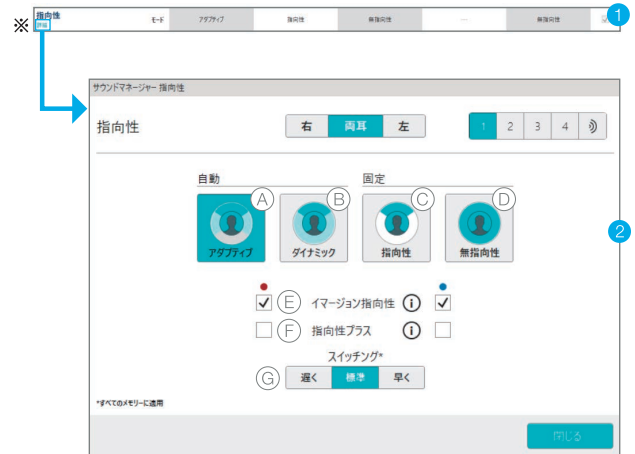 ※ 指向性 モード アダプティブ 指向性 無指向性 --- 無指向性 1
詳細
サウンドマネージャー 指向性
指向性 右 両耳 左 1 2 3 4
自動 固定
A B C D
アダプティブ ダイナミック 指向性 無指向性 2
E イマージョン指向性 i
F 指向性プラス i
スイッチング*
G 遅く 標準 早く
*すべてのメモリーに適用
閉じる